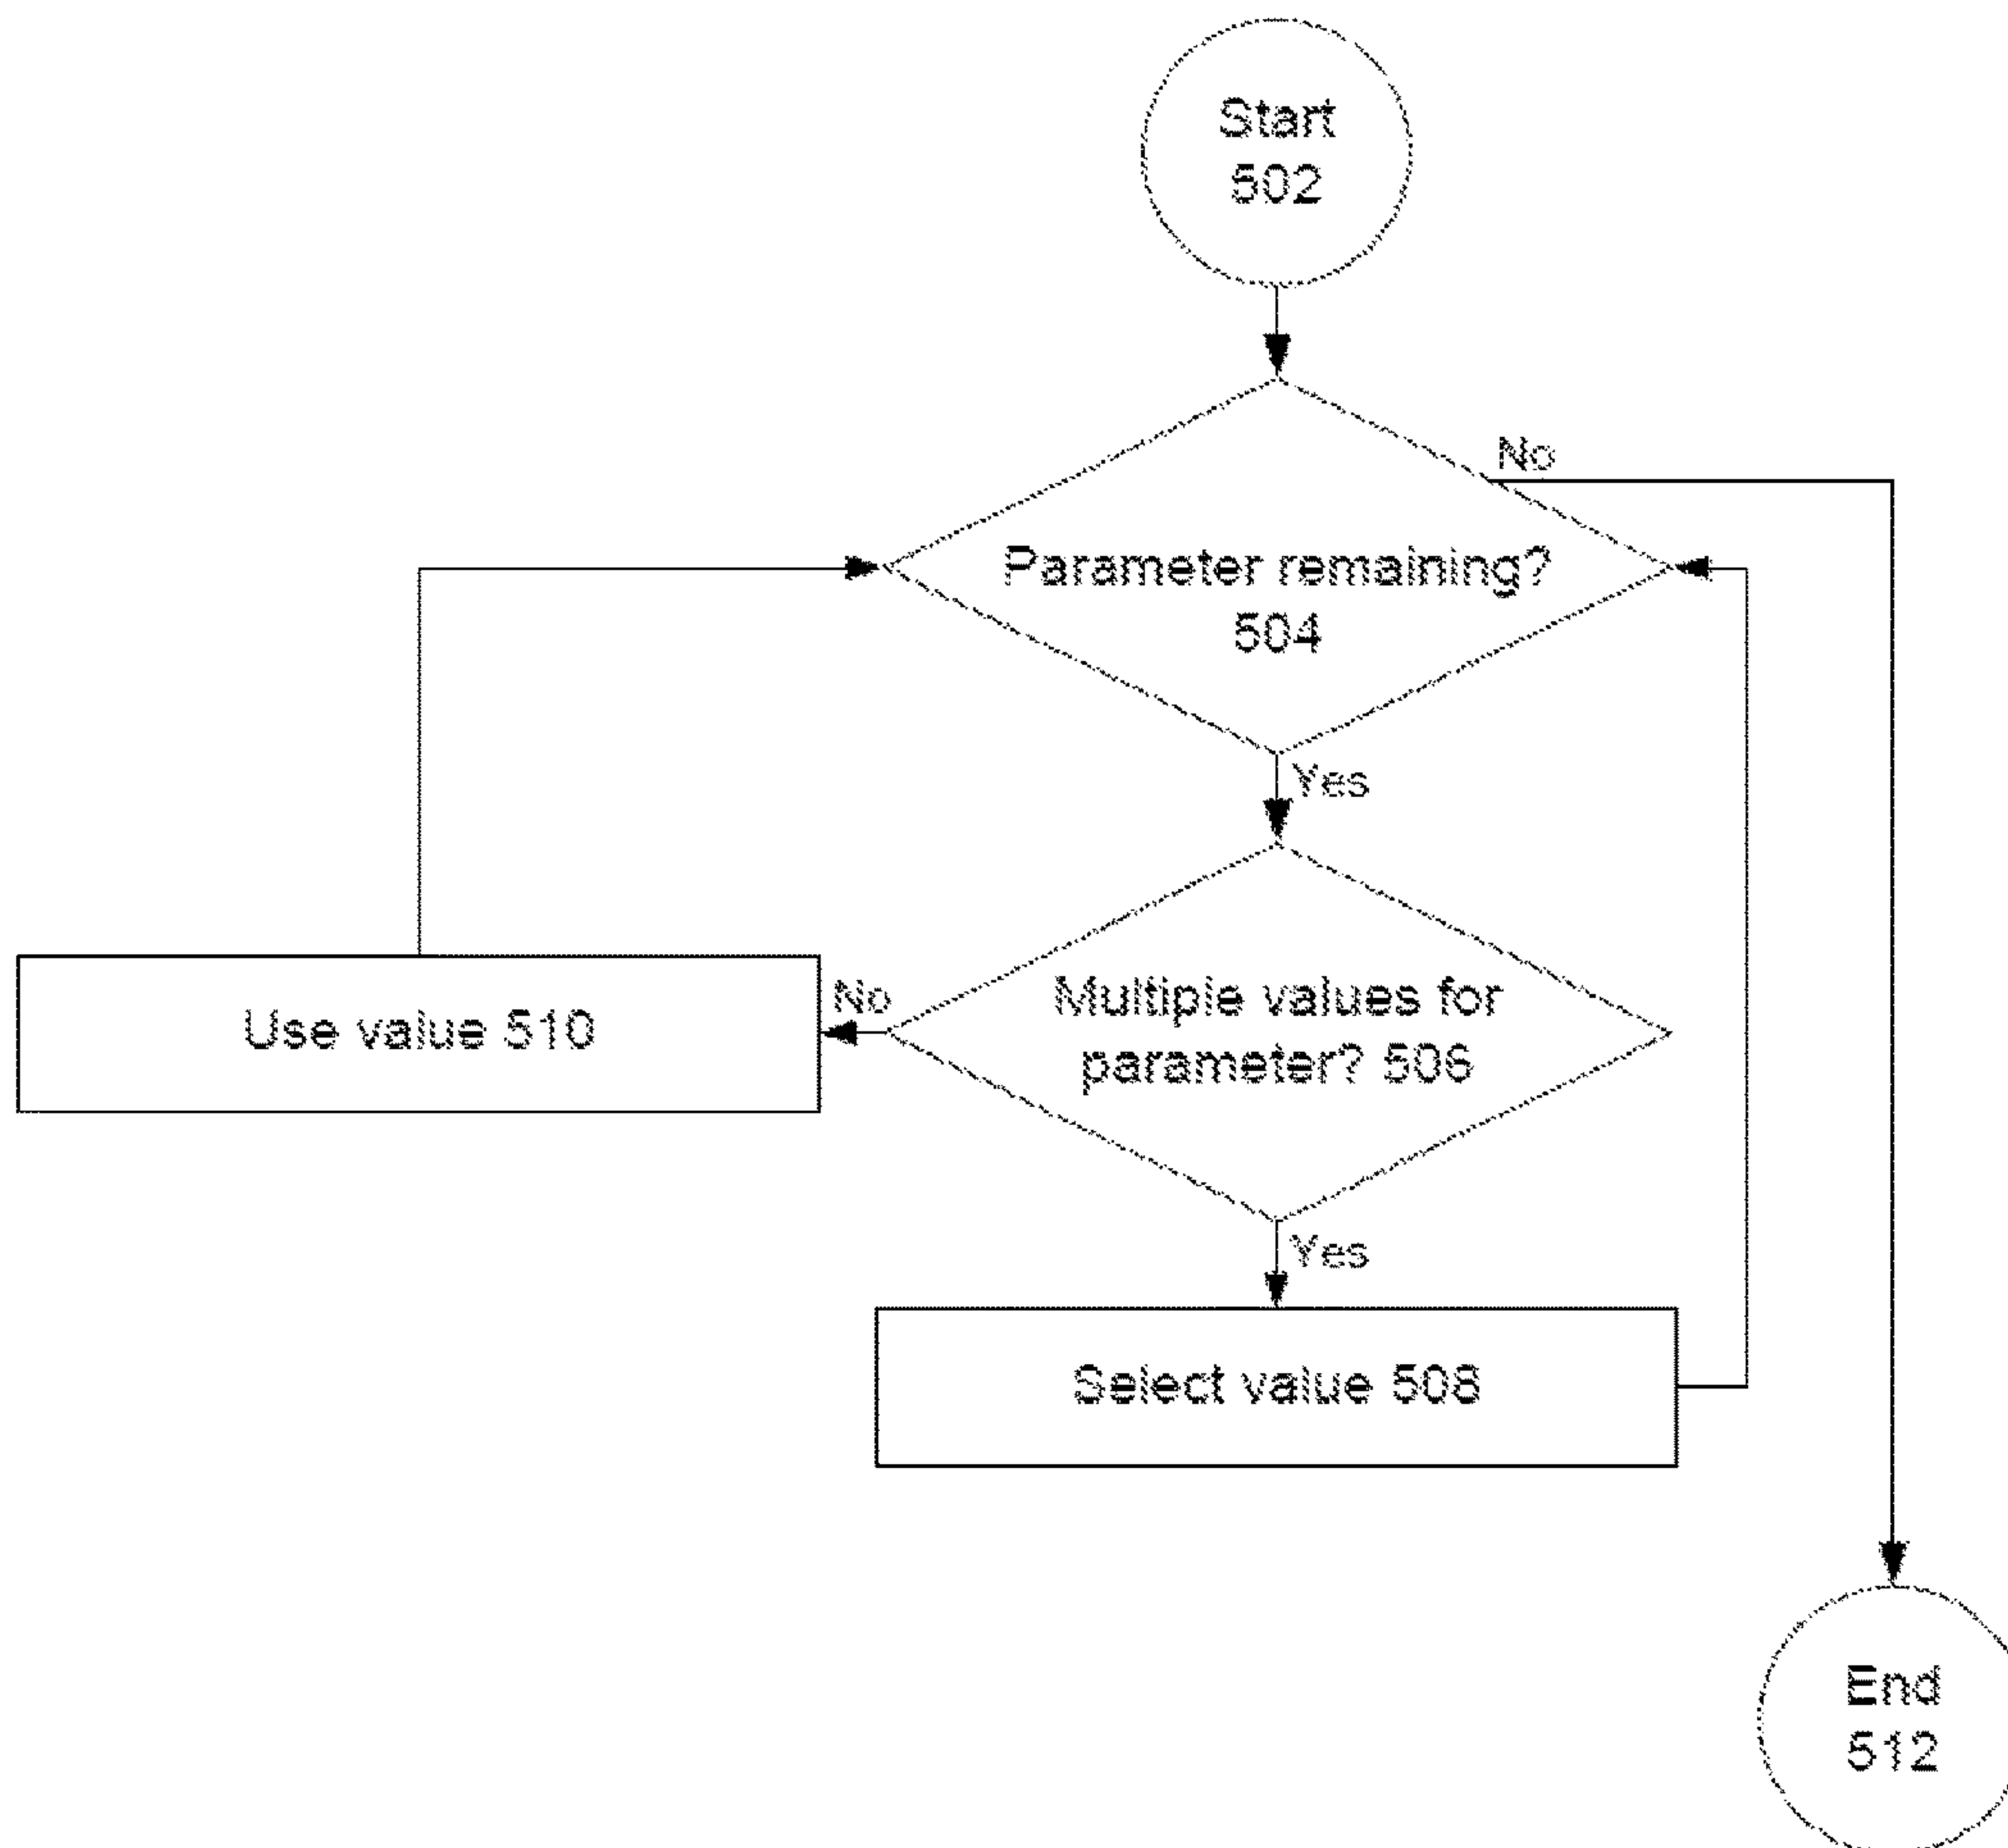 Start
502
No
Parameter remaining?
504
Yes
No
Multiple values for
parameter? 506
Use value 510
Yes
Select value 508
End
512